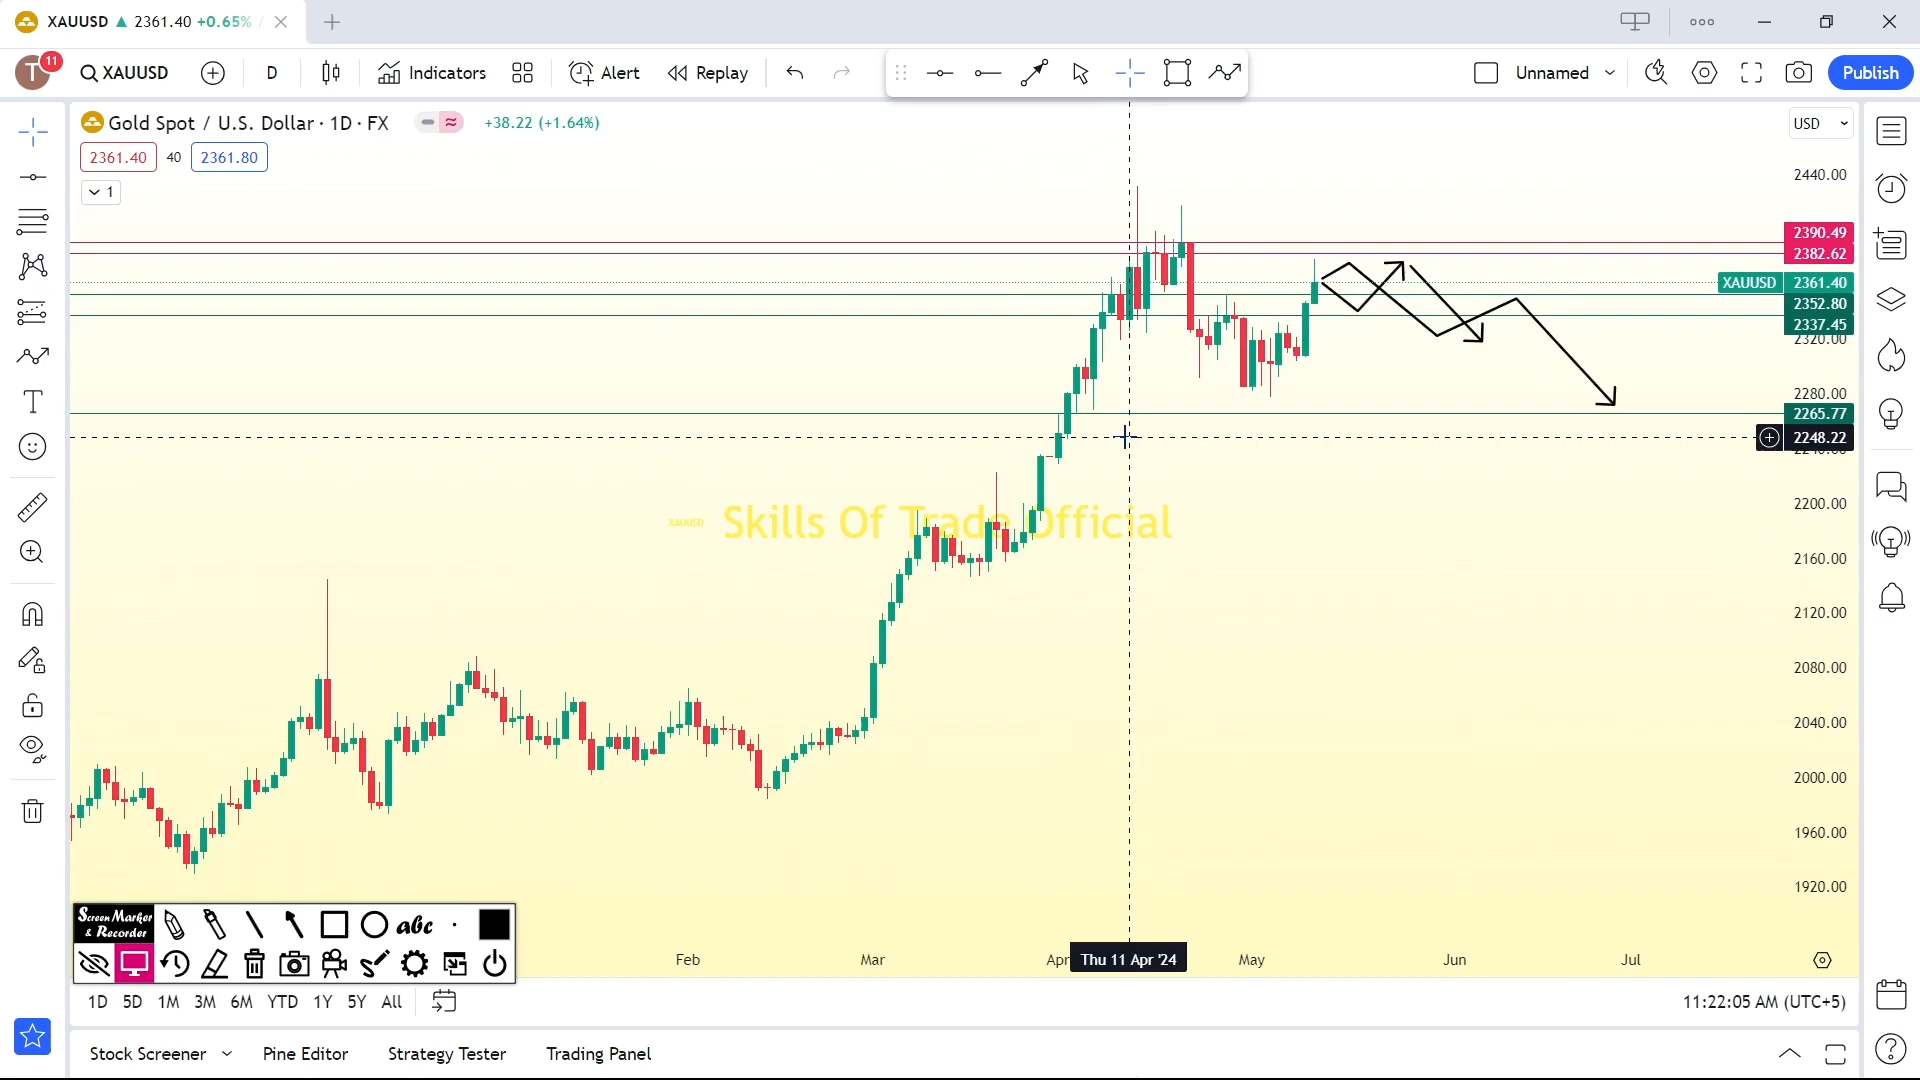 XAUUSD ▲ 2361.40 +0.65% /
T 11 XAUUSD D Indicators Alert Replay Unnamed Publish
Gold Spot / U.S. Dollar · 1D · FX +38.22 (+1.64%)
USD
2361.40 40 2361.80
1
2440.00
2390.49
2382.62
XAUUSD 2361.40
2352.80
2337.45
2320.00
2280.00
2265.77
2248.22
2240.00
2200.00
XAUUSD Skills Of Trade Official
2160.00
2120.00
2080.00
2040.00
2000.00
1960.00
1920.00
Screen Marker
& Recorder
abc
Feb Mar Apr Thu 11 Apr '24 May Jun Jul
1D 5D 1M 3M 6M YTD 1Y 5Y All
11:22:05 AM (UTC+5)
Stock Screener Pine Editor Strategy Tester Trading Panel